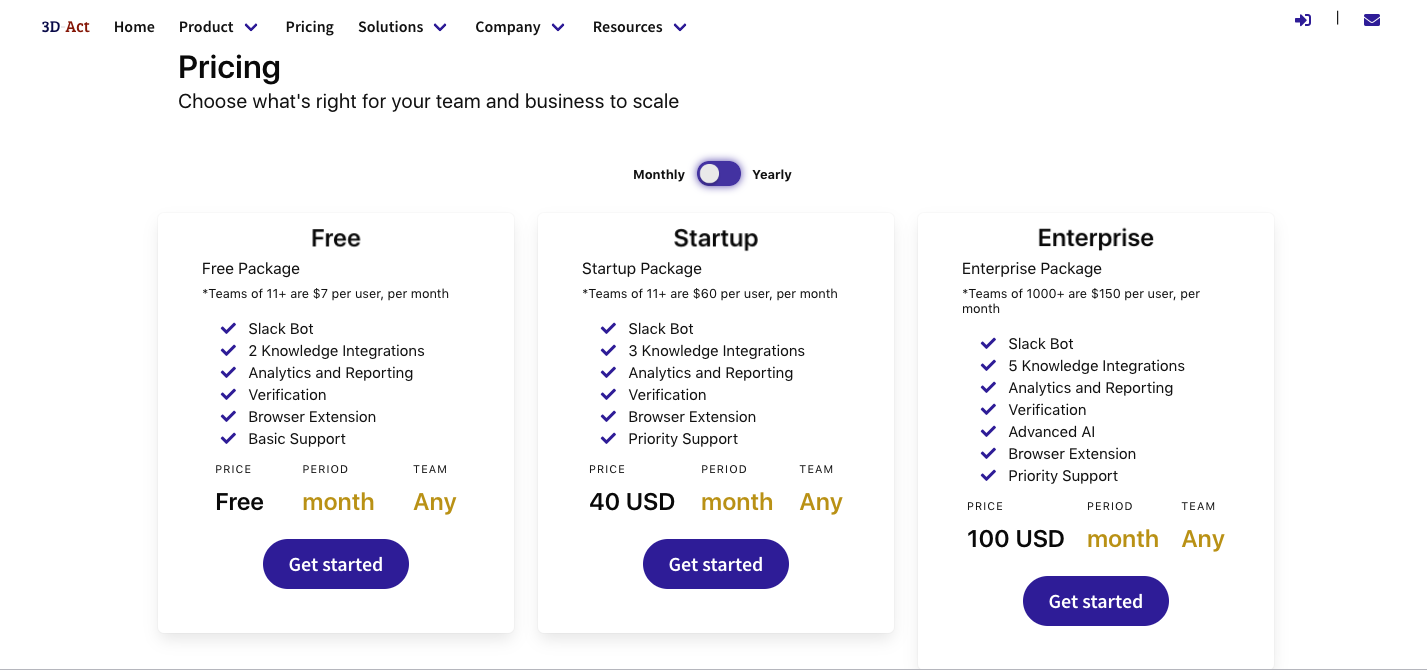 3D Act Home Product Pricing Solutions Company Resources |
Pricing
Choose what's right for your team and business to scale
Monthly Yearly
Free
Free Package
*Teams of 11+ are $7 per user, per month
Slack Bot
2 Knowledge Integrations
Analytics and Reporting
Verification
Browser Extension
Basic Support
PRICE PERIOD TEAM
Free month Any
Get started
Startup
Startup Package
*Teams of 11+ are $60 per user, per month
Slack Bot
3 Knowledge Integrations
Analytics and Reporting
Verification
Browser Extension
Priority Support
PRICE PERIOD TEAM
40 USD month Any
Get started
Enterprise
Enterprise Package
*Teams of 1000+ are $150 per user, per
month
Slack Bot
5 Knowledge Integrations
Analytics and Reporting
Verification
Advanced AI
Browser Extension
Priority Support
PRICE PERIOD TEAM
100 USD month Any
Get started